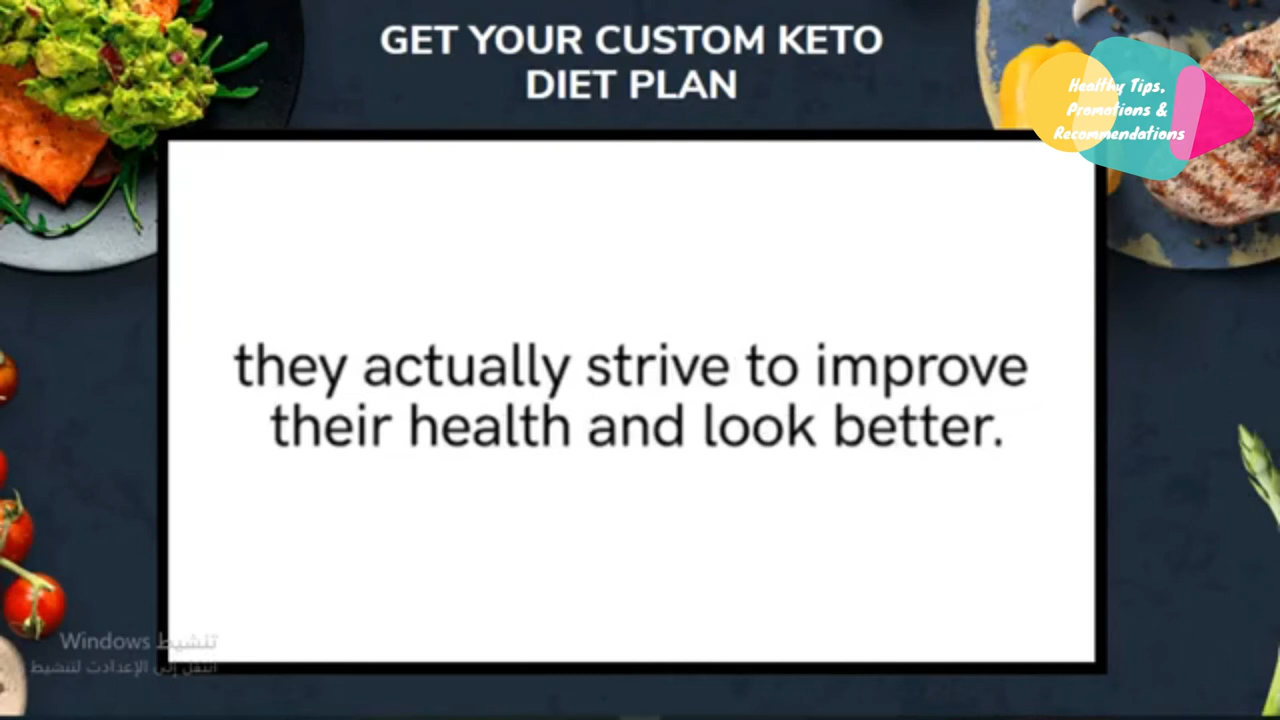 GET YOUR CUSTOM KETO
DIET PLAN
Healthy Tips,
Promotions &
Recommendations
they actually strive to improve
their health and look better.
تنشيط Windows
انتقل إلى الإعدادات لتنشيط